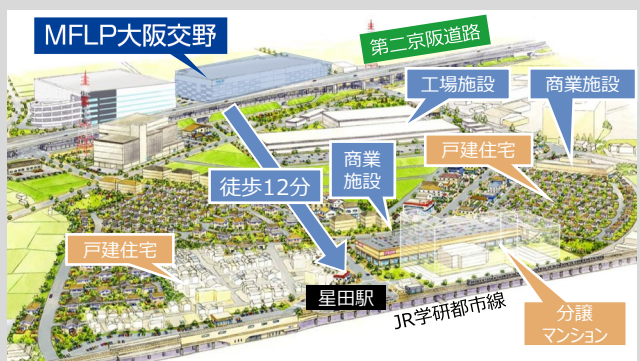 MFLP大阪交野
第二京阪道路
工場施設
商業施設
戸建住宅
商業
施設
徒歩12分
戸建住宅
星田駅
JR学研都市線
分譲
マンション